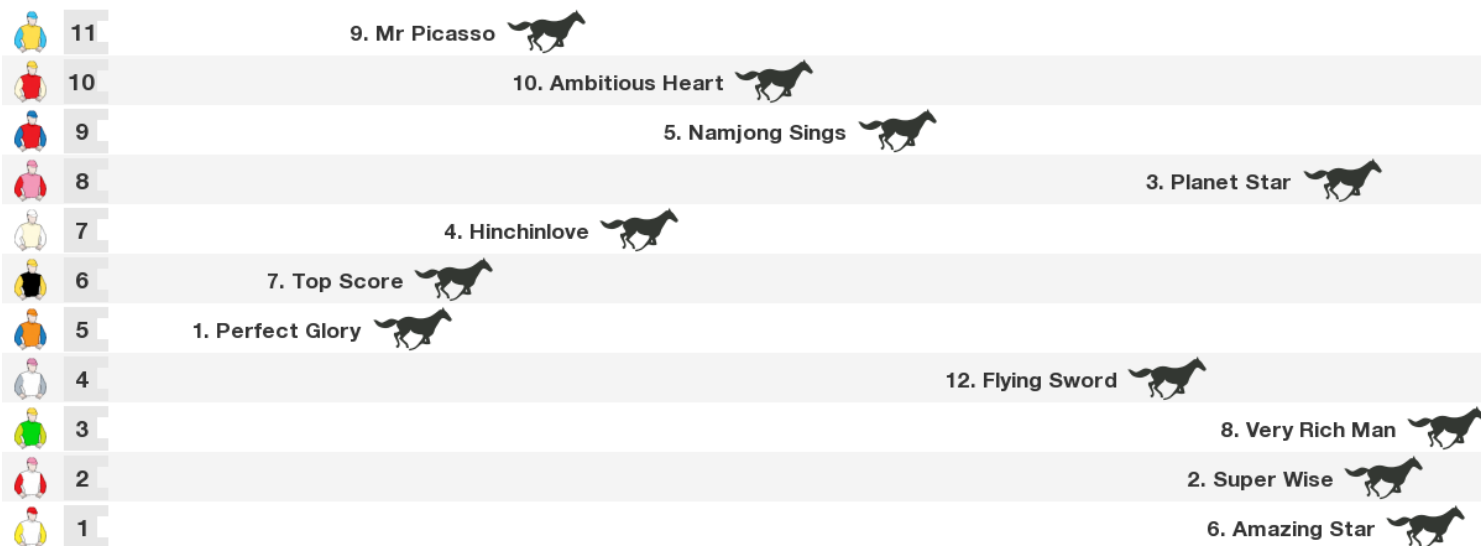 11 9. Mr Picasso
10 10. Ambitious Heart
9 5. Namjong Sings
8 3. Planet Star
7 4. Hinchinlove
6 7. Top Score
5 1. Perfect Glory
4 12. Flying Sword
3 8. Very Rich Man
2 2. Super Wise
1 6. Amazing Star